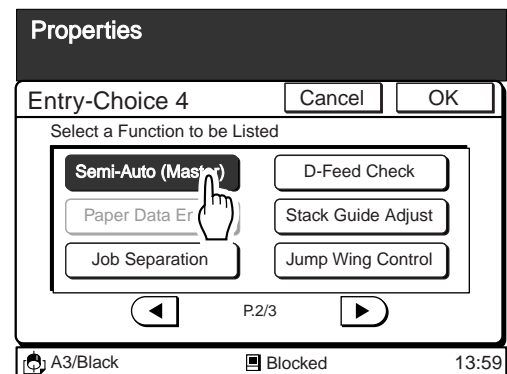 Properties
Entry-Choice 4 Cancel OK
Select a Function to be Listed
Semi-Auto (Master) D-Feed Check
Paper Data Er Stack Guide Adjust
Job Separation Jump Wing Control
P.2/3
A3/Black Blocked 13:59